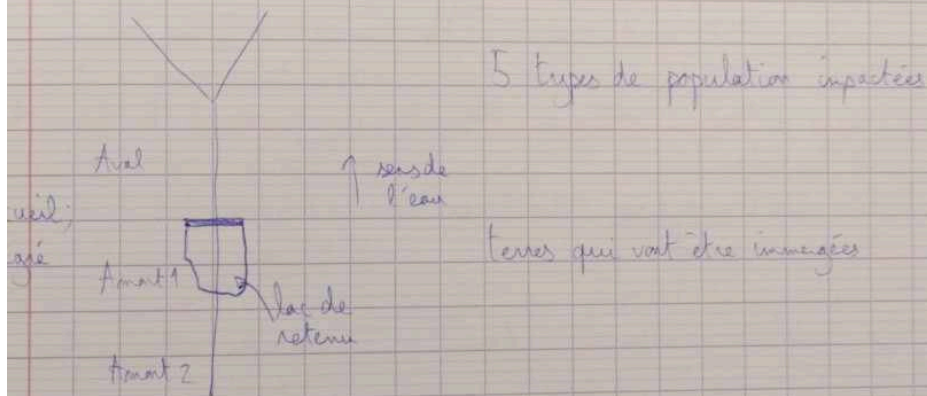 5 types de population impactées
Aval
sens de
l'eau
ueil;
terres qui vont être immergées
Amont 1
lac de
retenu
Amont 2